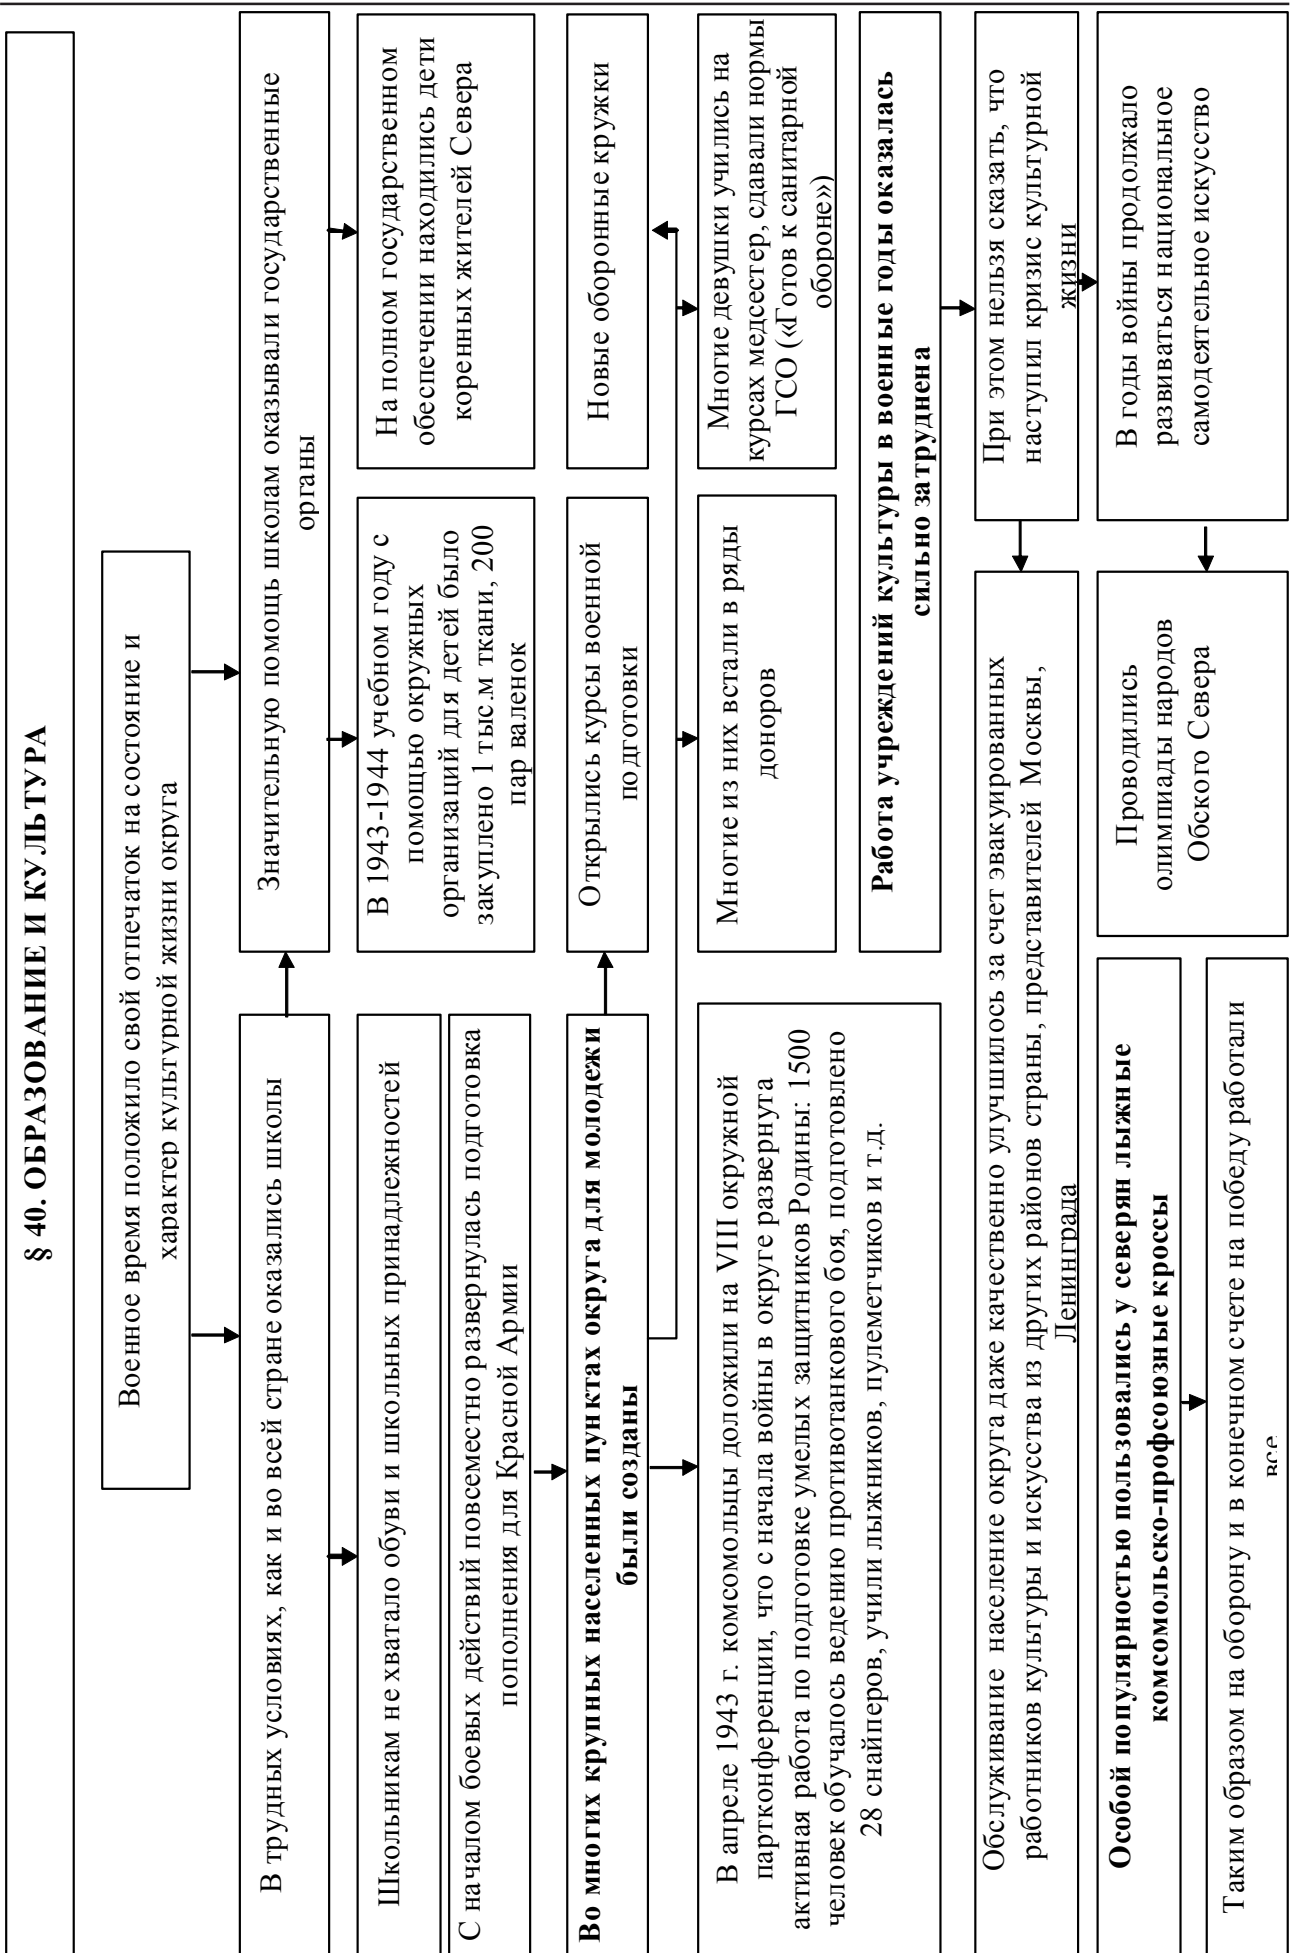 § 40. ОБРАЗОВАНИЕ И КУЛЬТУРА
Военное время положило свой отпечаток на состояние и
характер культурной жизни округа
В трудных условиях, как и во всей стране оказались школы
Значительную помощь школам оказывали государственные
органы
Школьникам не хватало обуви и школьных принадлежностей
В 1943-1944 учебном году с
помощью окружных
организаций для детей было
закуплено 1 тыс.м ткани, 200
пар валенок
На полном государственном
обеспечении находились дети
коренных жителей Севера
С началом боевых действий повсеместно развернулась подготовка
пополнения для Красной Армии
Во многих крупных населенных пунктах округа для молодежи
были созданы
Открылись курсы военной
подготовки
Новые оборонные кружки
В апреле 1943 г. комсомольцы доложили на VIII окружной
партконференции, что с начала войны в округе развернута
активная работа по подготовке умелых защитников Родины: 1500
человек обучалось ведению противотанкового боя, подготовлено
28 снайперов, учили лыжников, пулеметчиков и т.д.
Многие из них встали в ряды
доноров
Многие девушки учились на
курсах медсестер, сдавали нормы
ГСО («Готов к санитарной
обороне»)
Работа учреждений культуры в военные годы оказалась
сильно затруднена
Обслуживание население округа даже качественно улучшилось за счет эвакуированных
работников культуры и искусства из других районов страны, представителей Москвы,
Ленинграда
При этом нельзя сказать, что
наступил кризис культурной
жизни
Особой популярностью пользовались у северян лыжные
комсомольско-профсоюзные кроссы
Проводились
олимпиады народов
Обского Севера
В годы войны продолжало
развиваться национальное
самодеятельное искусство
Таким образом на оборону и в конечном счете на победу работали
все